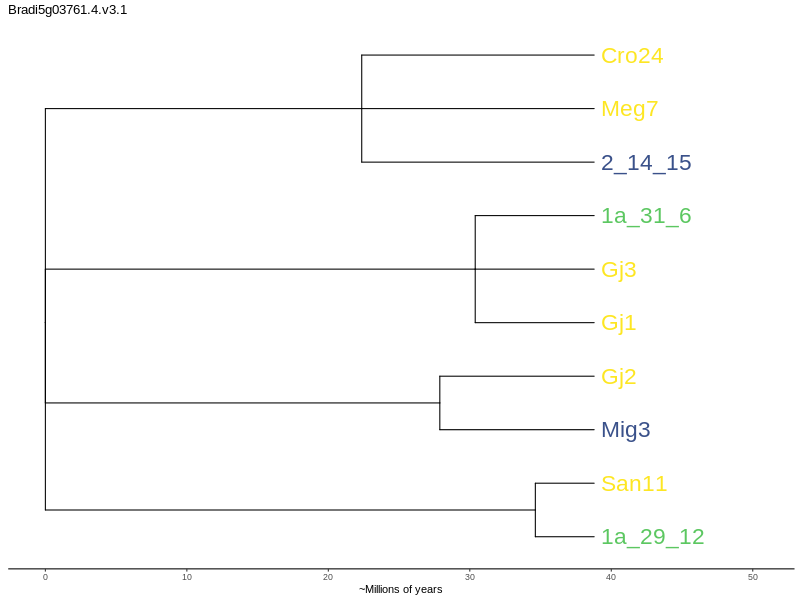 Bradi5g03761.4.v3.1
Cro24
Meg7
2_14_15
1a_31_6
Gj3
Gj1
Gj2
Mig3
San11
1a_29_12
0 10 20 30 40 50
~Millions of years